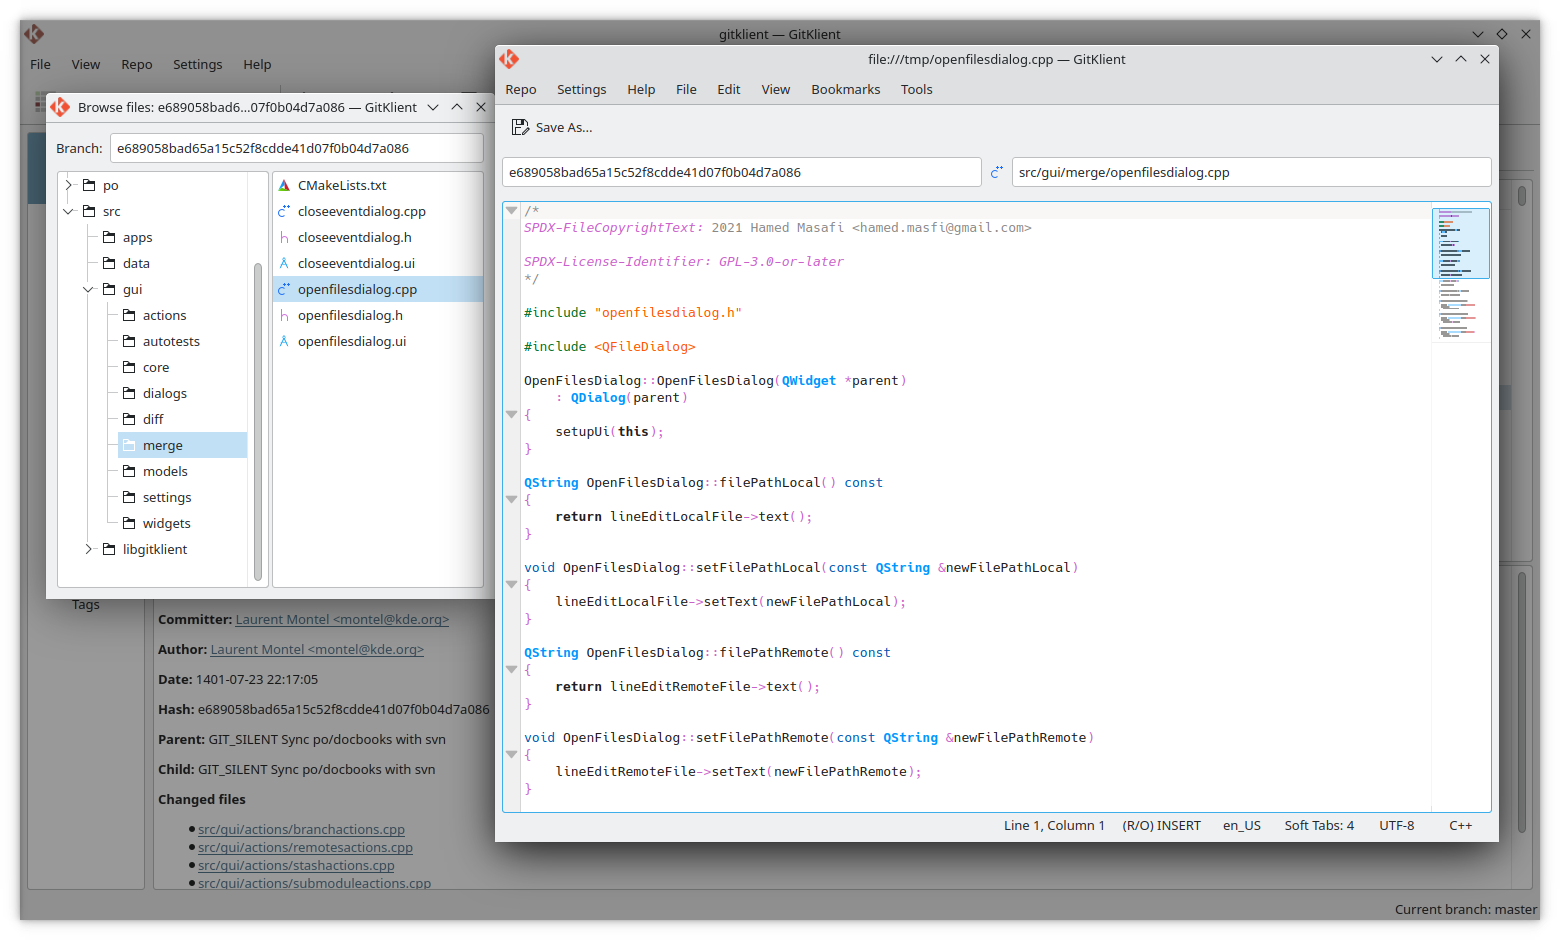 gitklient — GitKlient
File View Repo Settings Help
Browse files: e689058bad6...07f0b04d7a086 — GitKlient
Branch: e689058bad65a15c52f8cdde41d07f0b04d7a086
po
src
apps
data
gui
actions
autotests
core
dialogs
diff
merge
models
settings
widgets
libgitklient
CMakeLists.txt
closeeventdialog.cpp
closeeventdialog.h
closeeventdialog.ui
openfilesdialog.cpp
openfilesdialog.h
openfilesdialog.ui
file:///tmp/openfilesdialog.cpp — GitKlient
Repo Settings Help File Edit View Bookmarks Tools
Save As...
e689058bad65a15c52f8cdde41d07f0b04d7a086 src/gui/merge/openfilesdialog.cpp
/*
SPDX-FileCopyrightText: 2021 Hamed Masafi <hamed.masfi@gmail.com>
SPDX-License-Identifier: GPL-3.0-or-later
*/
#include "openfilesdialog.h"
#include <QFileDialog>
OpenFilesDialog::OpenFilesDialog(QWidget *parent)
: QDialog(parent)
{
setupUi(this);
}
QString OpenFilesDialog::filePathLocal() const
{
return lineEditLocalFile->text();
}
void OpenFilesDialog::setFilePathLocal(const QString &newFilePathLocal)
{
lineEditLocalFile->setText(newFilePathLocal);
}
QString OpenFilesDialog::filePathRemote() const
{
return lineEditRemoteFile->text();
}
void OpenFilesDialog::setFilePathRemote(const QString &newFilePathRemote)
{
lineEditRemoteFile->setText(newFilePathRemote);
}
Line 1, Column 1 (R/O) INSERT en_US Soft Tabs: 4 UTF-8 C++
Tags
Committer: Laurent Montel <montel@kde.org>
Author: Laurent Montel <montel@kde.org>
Date: 1401-07-23 22:17:05
Hash: e689058bad65a15c52f8cdde41d07f0b04d7a086
Parent: GIT_SILENT Sync po/docbooks with svn
Child: GIT_SILENT Sync po/docbooks with svn
Changed files
src/gui/actions/branchactions.cpp
src/gui/actions/remotesactions.cpp
src/gui/actions/stashactions.cpp
src/gui/actions/submoduleactions.cpp
Current branch: master